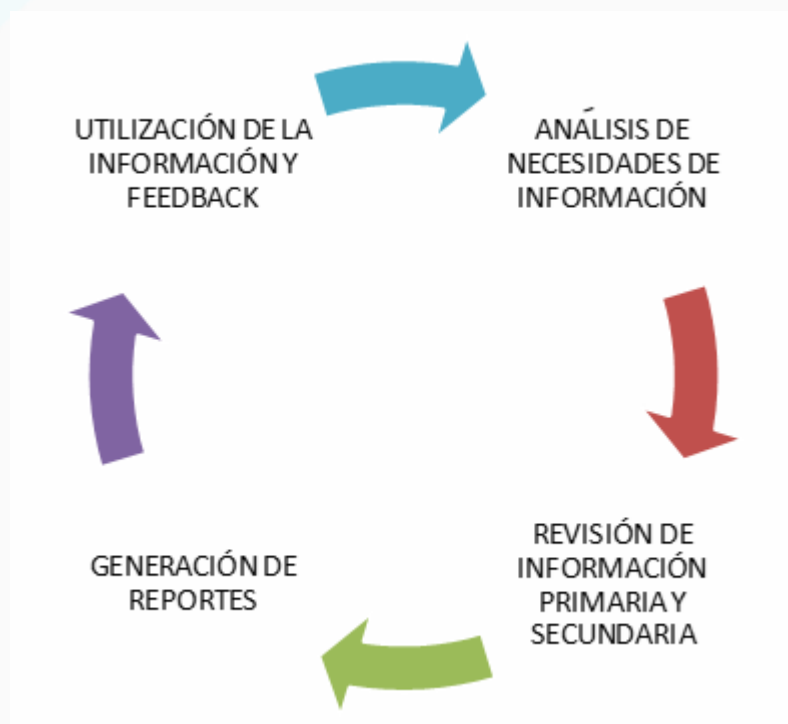 UTILIZACIÓN DE LA
INFORMACIÓN Y
FEEDBACK
ANÁLISIS DE
NECESIDADES DE
INFORMACIÓN
REVISIÓN DE
INFORMACIÓN
PRIMARIA Y
SECUNDARIA
GENERACIÓN DE
REPORTES